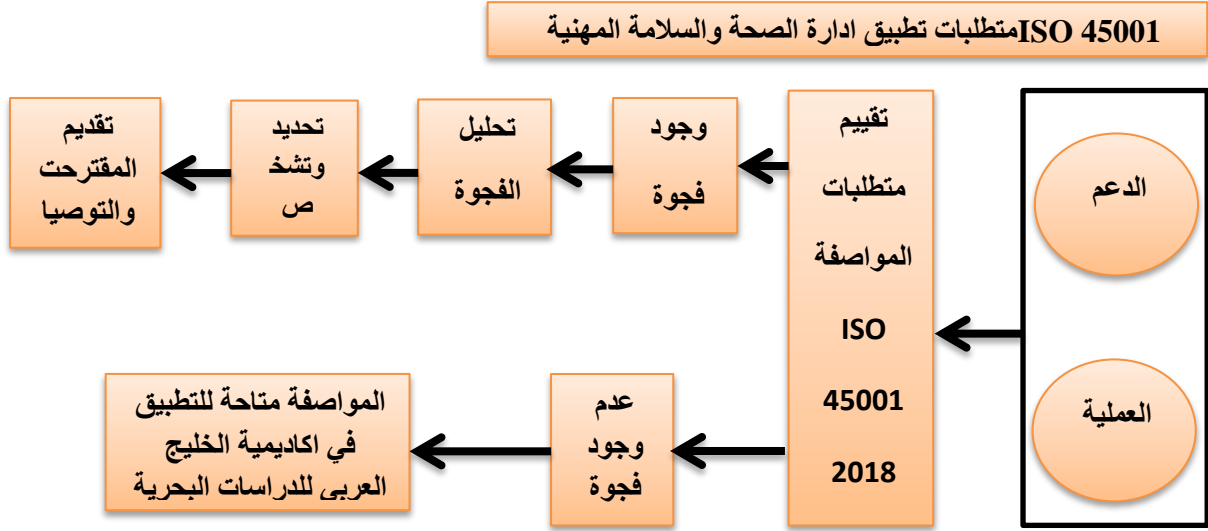 ISO 45001متطلبات تطبيق ادارة الصحة والسلامة المهنية
الدعم
العملية
تقييم
متطلبات
المواصفة
ISO
45001
2018
وجود
فجوة
تحليل
الفجوة
تحديد
وتشخ
ص
تقديم
المقترحت
والتوصيا
عدم
وجود
فجوة
المواصفة متاحة للتطبيق
في اكاديمية الخليج
العربي للدراسات البحرية